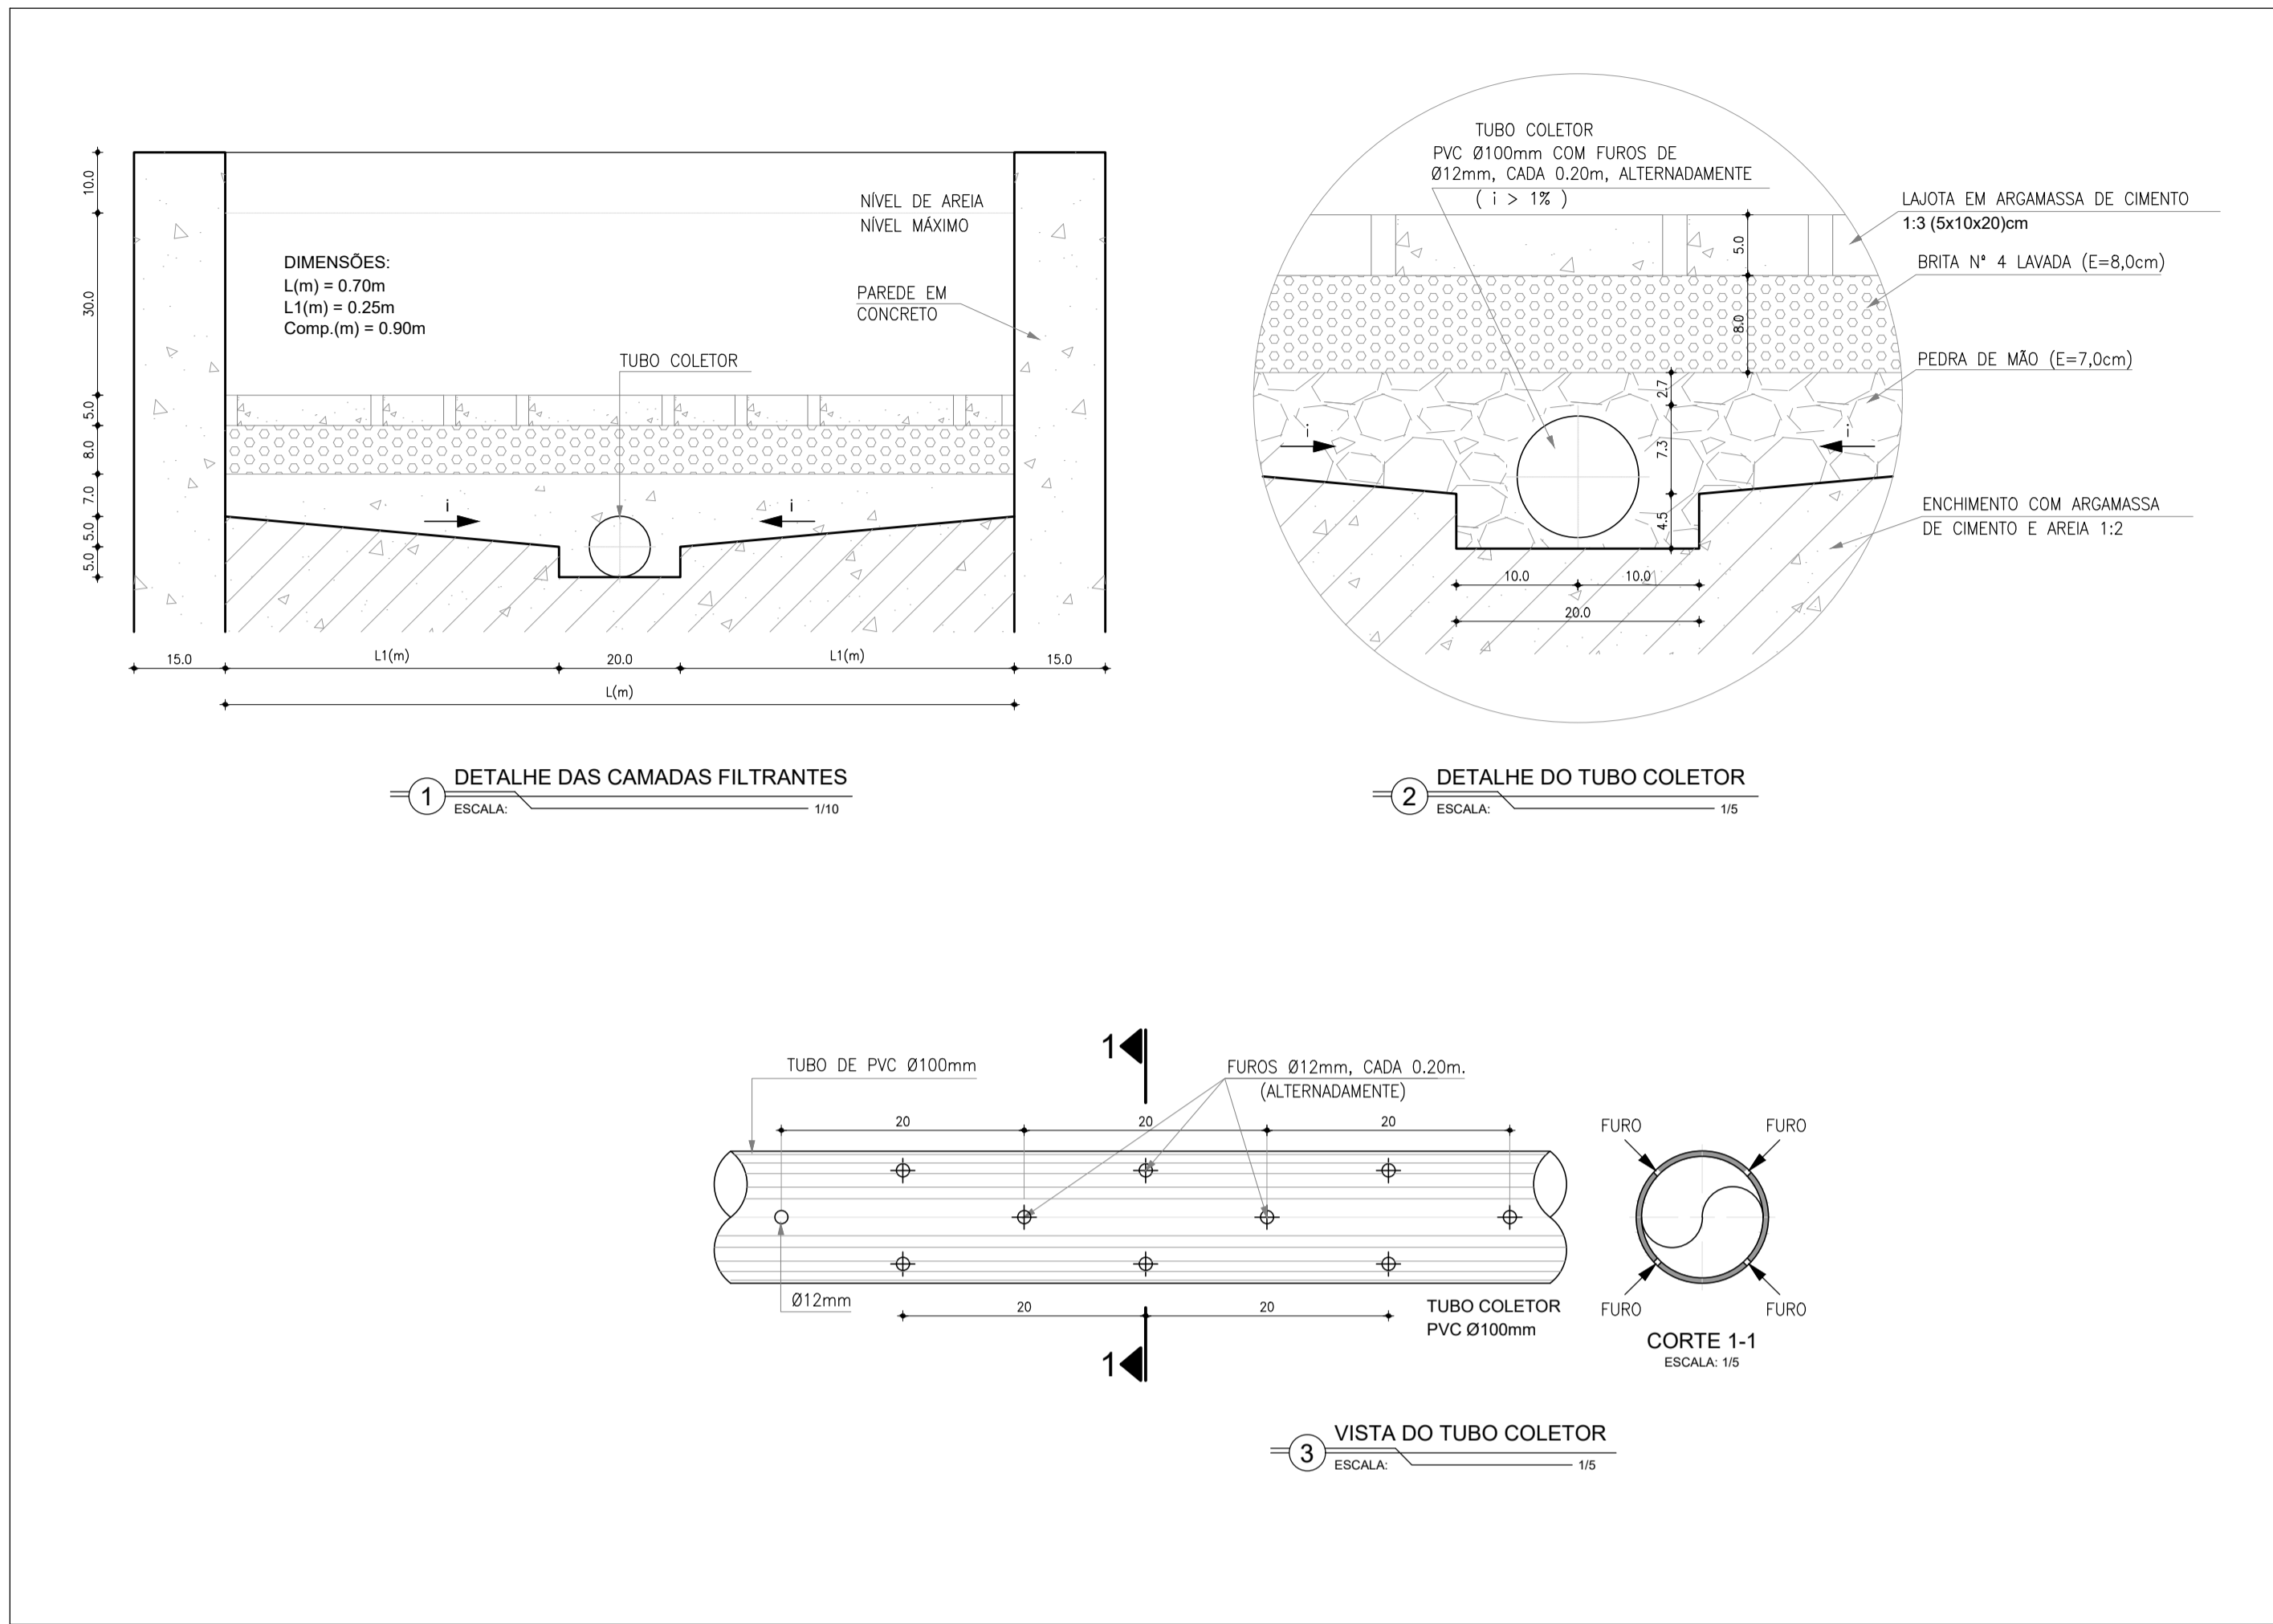 10.0
30.0
5.0
8.0
7.0
5.0
5.0
NÍVEL DE AREIA
NÍVEL MÁXIMO
DIMENSÕES:
L(m) = 0.70m
L1(m) = 0.25m
Comp.(m) = 0.90m
PAREDE EM
CONCRETO
TUBO COLETOR
i
i
15.0
L1(m)
20.0
L1(m)
15.0
L(m)
1
DETALHE DAS CAMADAS FILTRANTES
ESCALA: 1/10
TUBO COLETOR
PVC Ø100mm COM FUROS DE
Ø12mm, CADA 0.20m, ALTERNADAMENTE
( i > 1% )
LAJOTA EM ARGAMASSA DE CIMENTO
1:3 (5x10x20)cm
BRITA N° 4 LAVADA (E=8,0cm)
PEDRA DE MÃO (E=7,0cm)
ENCHIMENTO COM ARGAMASSA
DE CIMENTO E AREIA 1:2
5.0
8.0
2.7
7.3
4.5
i
i
10.0
10.0
20.0
2
DETALHE DO TUBO COLETOR
ESCALA: 1/5
1
TUBO DE PVC Ø100mm
FUROS Ø12mm, CADA 0.20m.
(ALTERNADAMENTE)
20
20
20
Ø12mm
20
20
TUBO COLETOR
PVC Ø100mm
1
FURO
FURO
FURO
FURO
CORTE 1-1
ESCALA: 1/5
3
VISTA DO TUBO COLETOR
ESCALA: 1/5